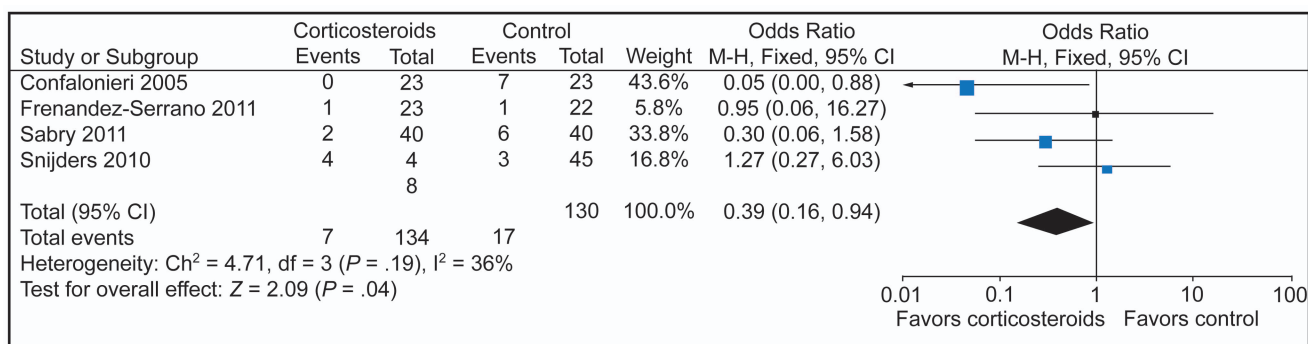 Corticosteroids Control Odds Ratio Odds Ratio
Study or Subgroup Events Total Events Total Weight M-H, Fixed, 95% CI M-H, Fixed, 95% CI
Confalonieri 2005 0 23 7 23 43.6% 0.05 (0.00, 0.88)
Frenandez-Serrano 2011 1 23 1 22 5.8% 0.95 (0.06, 16.27)
Sabry 2011 2 40 6 40 33.8% 0.30 (0.06, 1.58)
Snijders 2010 4 4 3 45 16.8% 1.27 (0.27, 6.03)
8
Total (95% CI) 130 100.0% 0.39 (0.16, 0.94)
Total events 7 134 17
Heterogeneity: Ch² = 4.71, df = 3 (P = .19), I² = 36%
Test for overall effect: Z = 2.09 (P = .04)
0.01 0.1 1 10 100
Favors corticosteroids Favors control